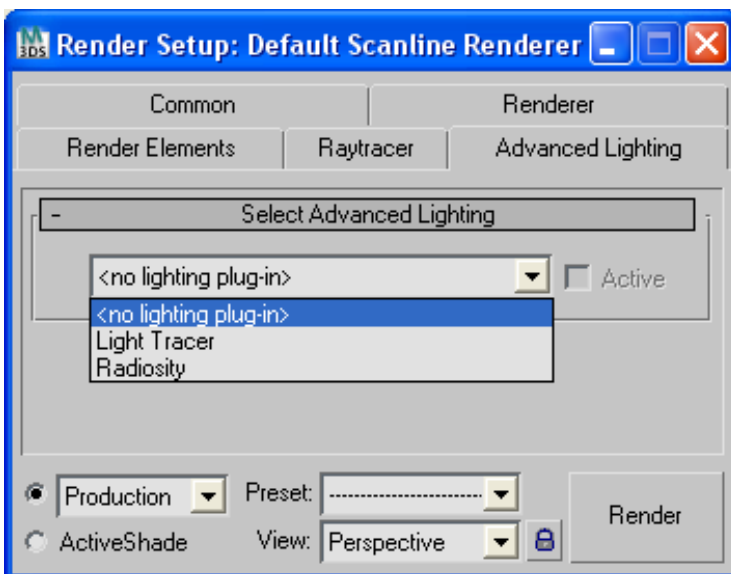 M 3DS Render Setup: Default Scanline Renderer
Common Renderer
Render Elements Raytracer Advanced Lighting
- Select Advanced Lighting
<no lighting plug-in> Active
<no lighting plug-in>
Light Tracer
Radiosity
Production Preset: ----------------------
Render
ActiveShade View: Perspective